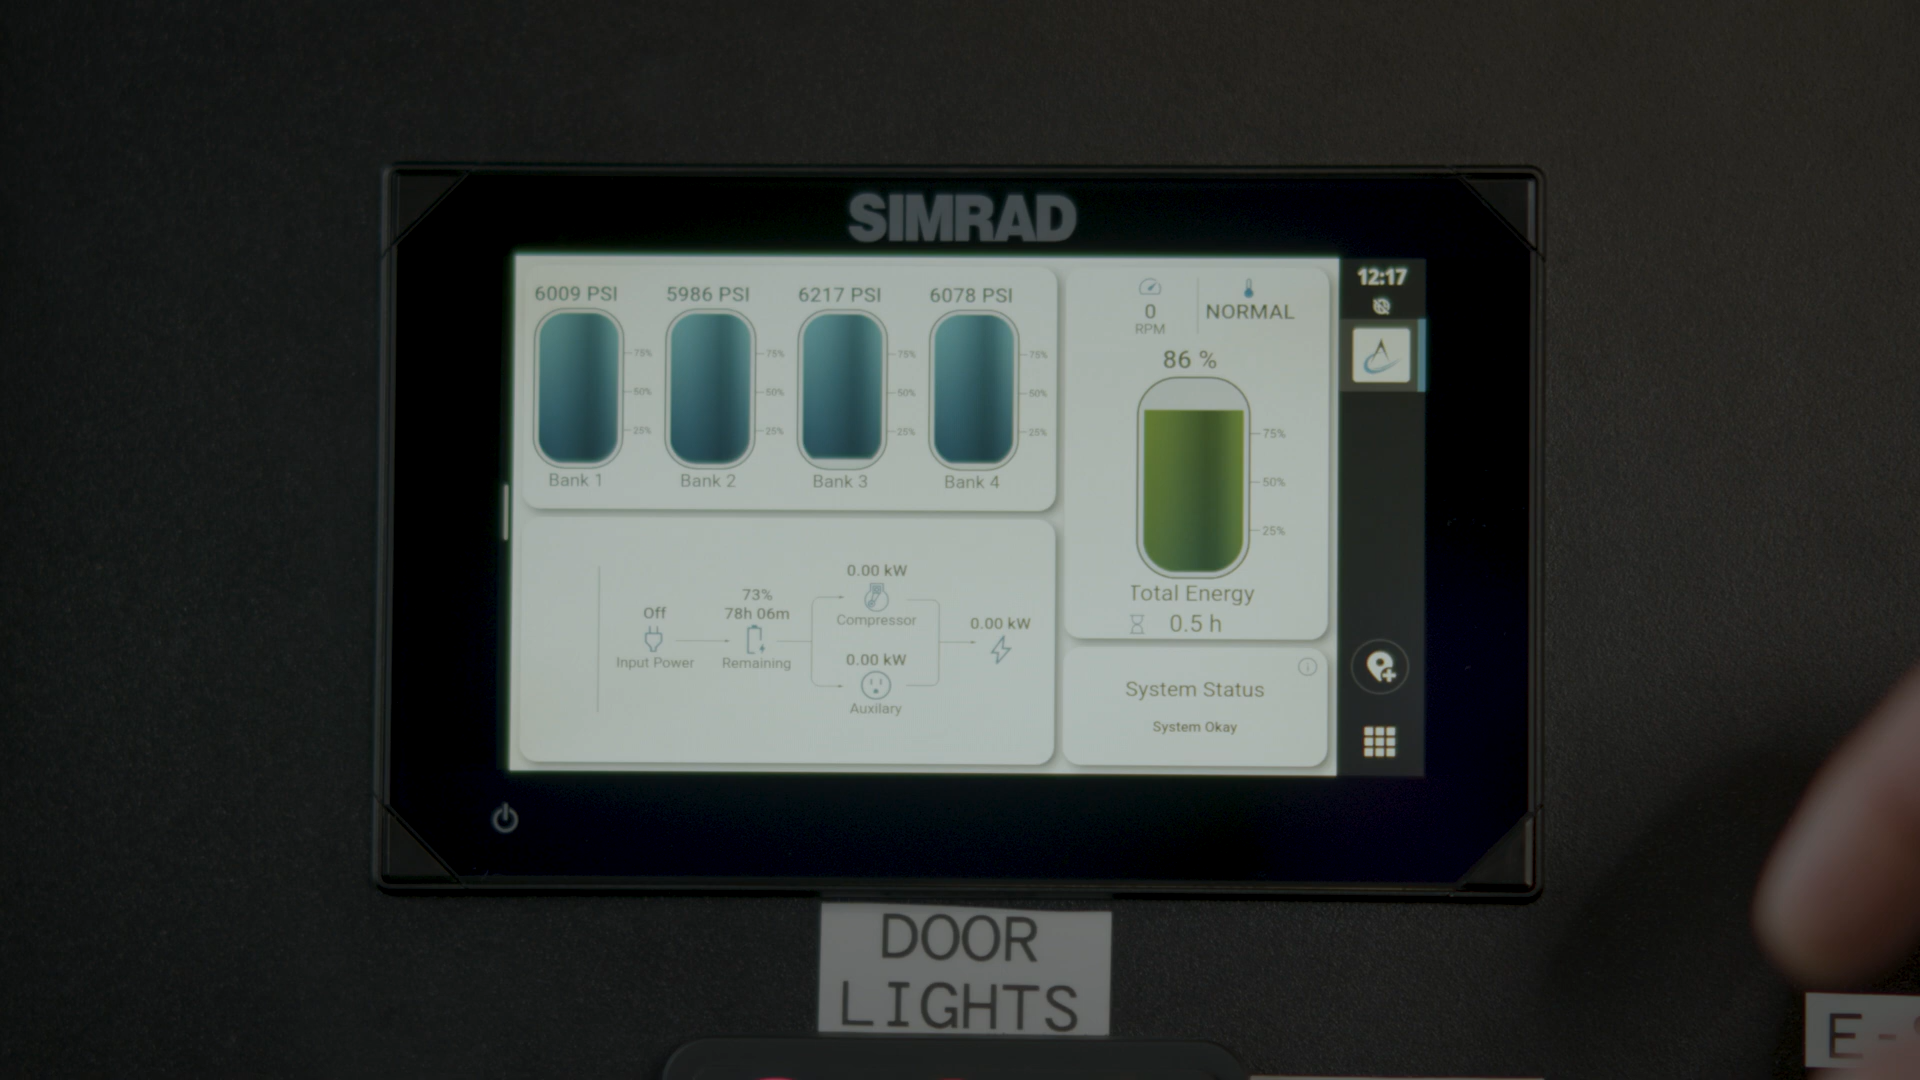 SIMRAD
6009 PSI
75%
50%
25%
Bank 1
5986 PSI
75%
50%
25%
Bank 2
6217 PSI
75%
50%
25%
Bank 3
6078 PSI
75%
50%
25%
Bank 4
0
RPM
NORMAL
86 %
75%
50%
25%
Total Energy
0.5 h
12:17
Off
Input Power
73%
78h 06m
Remaining
0.00 kW
Compressor
0.00 kW
Auxilary
0.00 kW
System Status
System Okay
DOOR
LIGHTS
E-